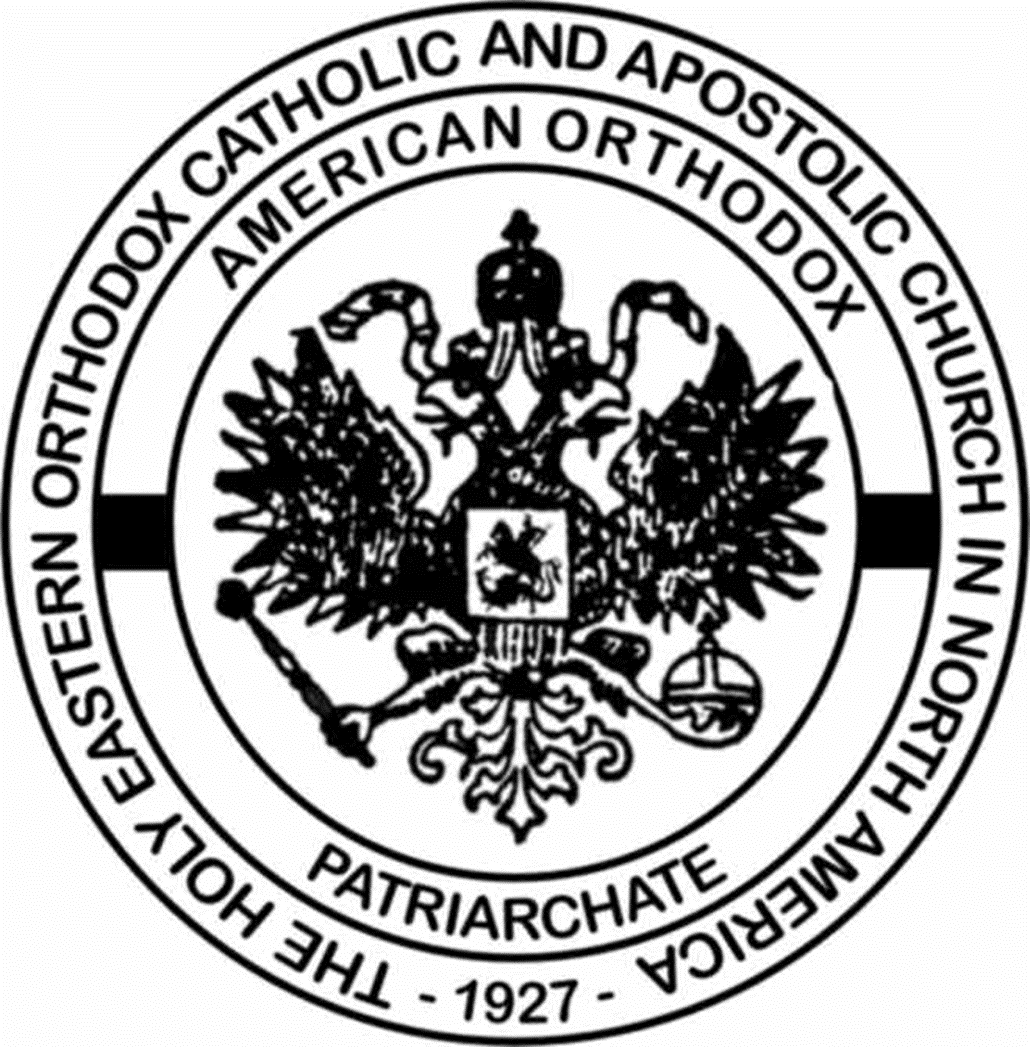 THE HOLY EASTERN ORTHODOX CATHOLIC AND APOSTOLIC CHURCH IN NORTH AMERICA
- 1927 -
AMERICAN ORTHODOX
PATRIARCHATE